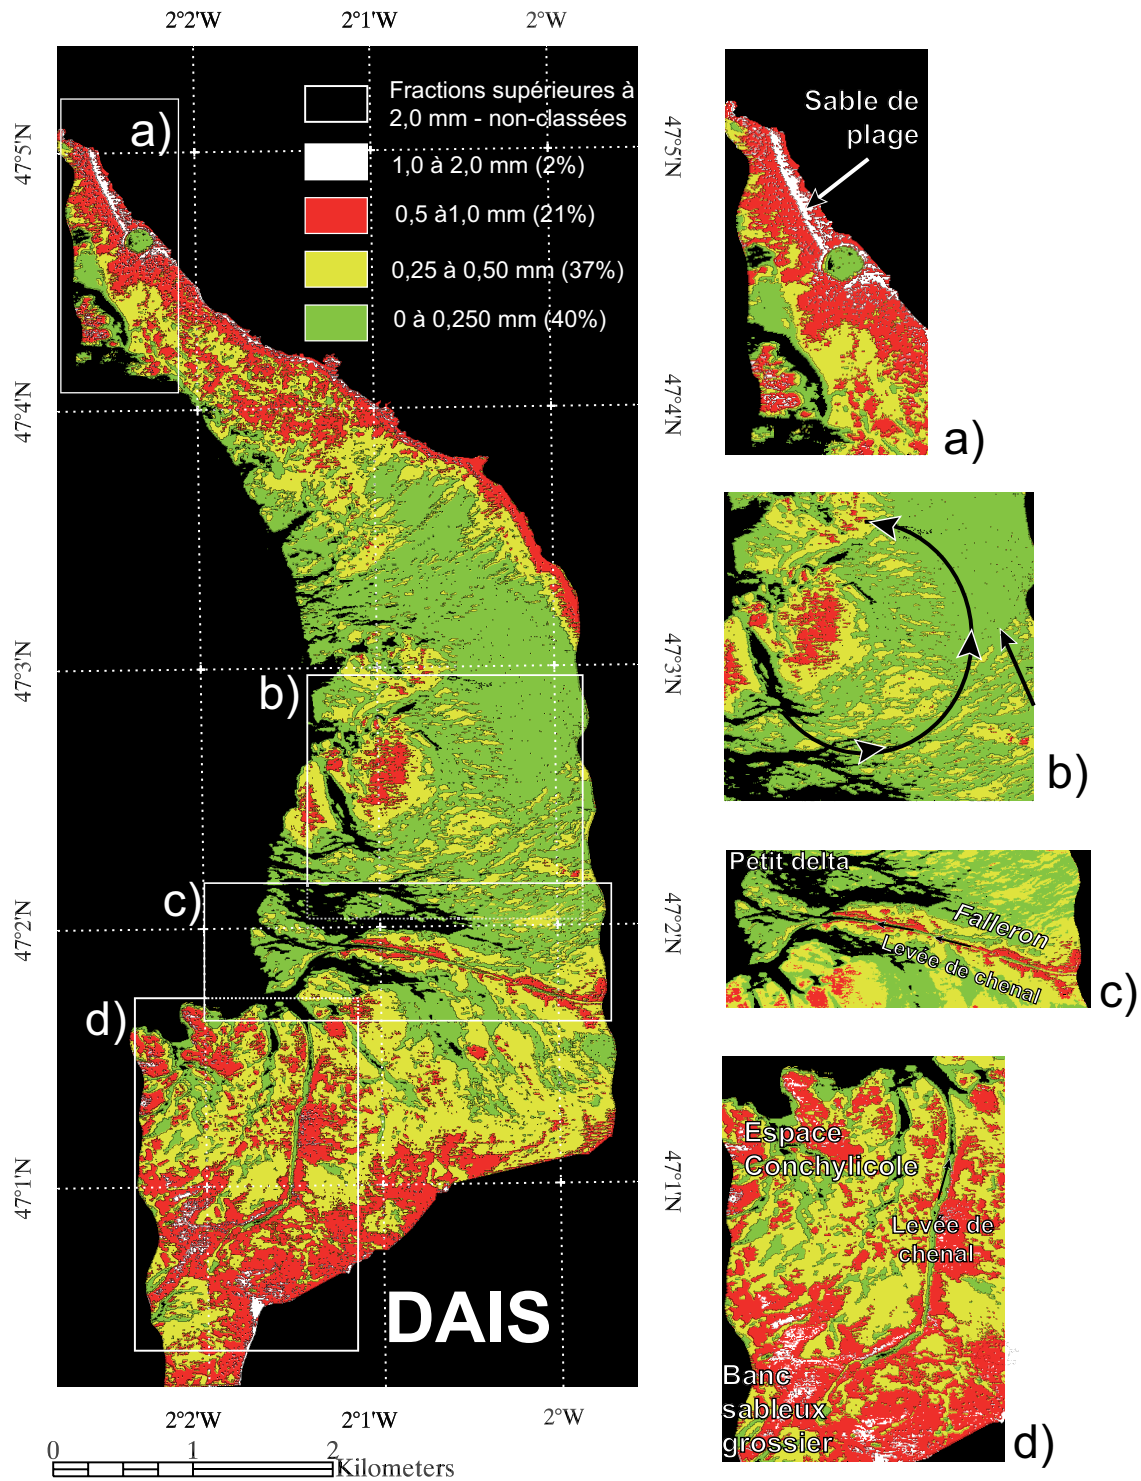 2°2'W 2°1'W 2°W
Fractions supérieures à
2,0 mm - non-classées
1,0 à 2,0 mm (2%)
0,5 à1,0 mm (21%)
0,25 à 0,50 mm (37%)
0 à 0,250 mm (40%)
a)
b)
c)
d)
DAIS
47°5'N
47°4'N
47°3'N
47°2'N
47°1'N
47°5'N
47°4'N
47°3'N
47°2'N
47°1'N
2°2'W 2°1'W 2°W
0 1 2
Kilometers
Sable de
plage
a)
b)
Petit delta
Falleron
Levée de chenal
c)
Espace
Conchylicole
Levée de
chenal
Banc
sableux
grossier
d)